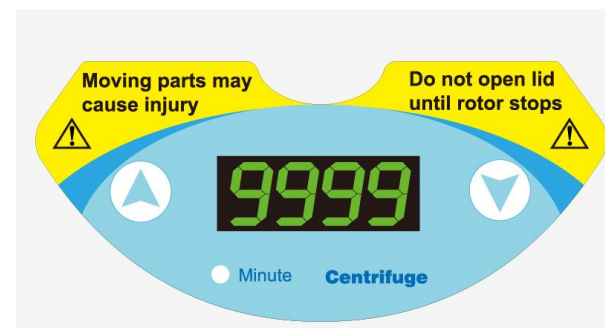 Moving parts may
cause injury
Do not open lid
until rotor stops
9999
Minute
Centrifuge